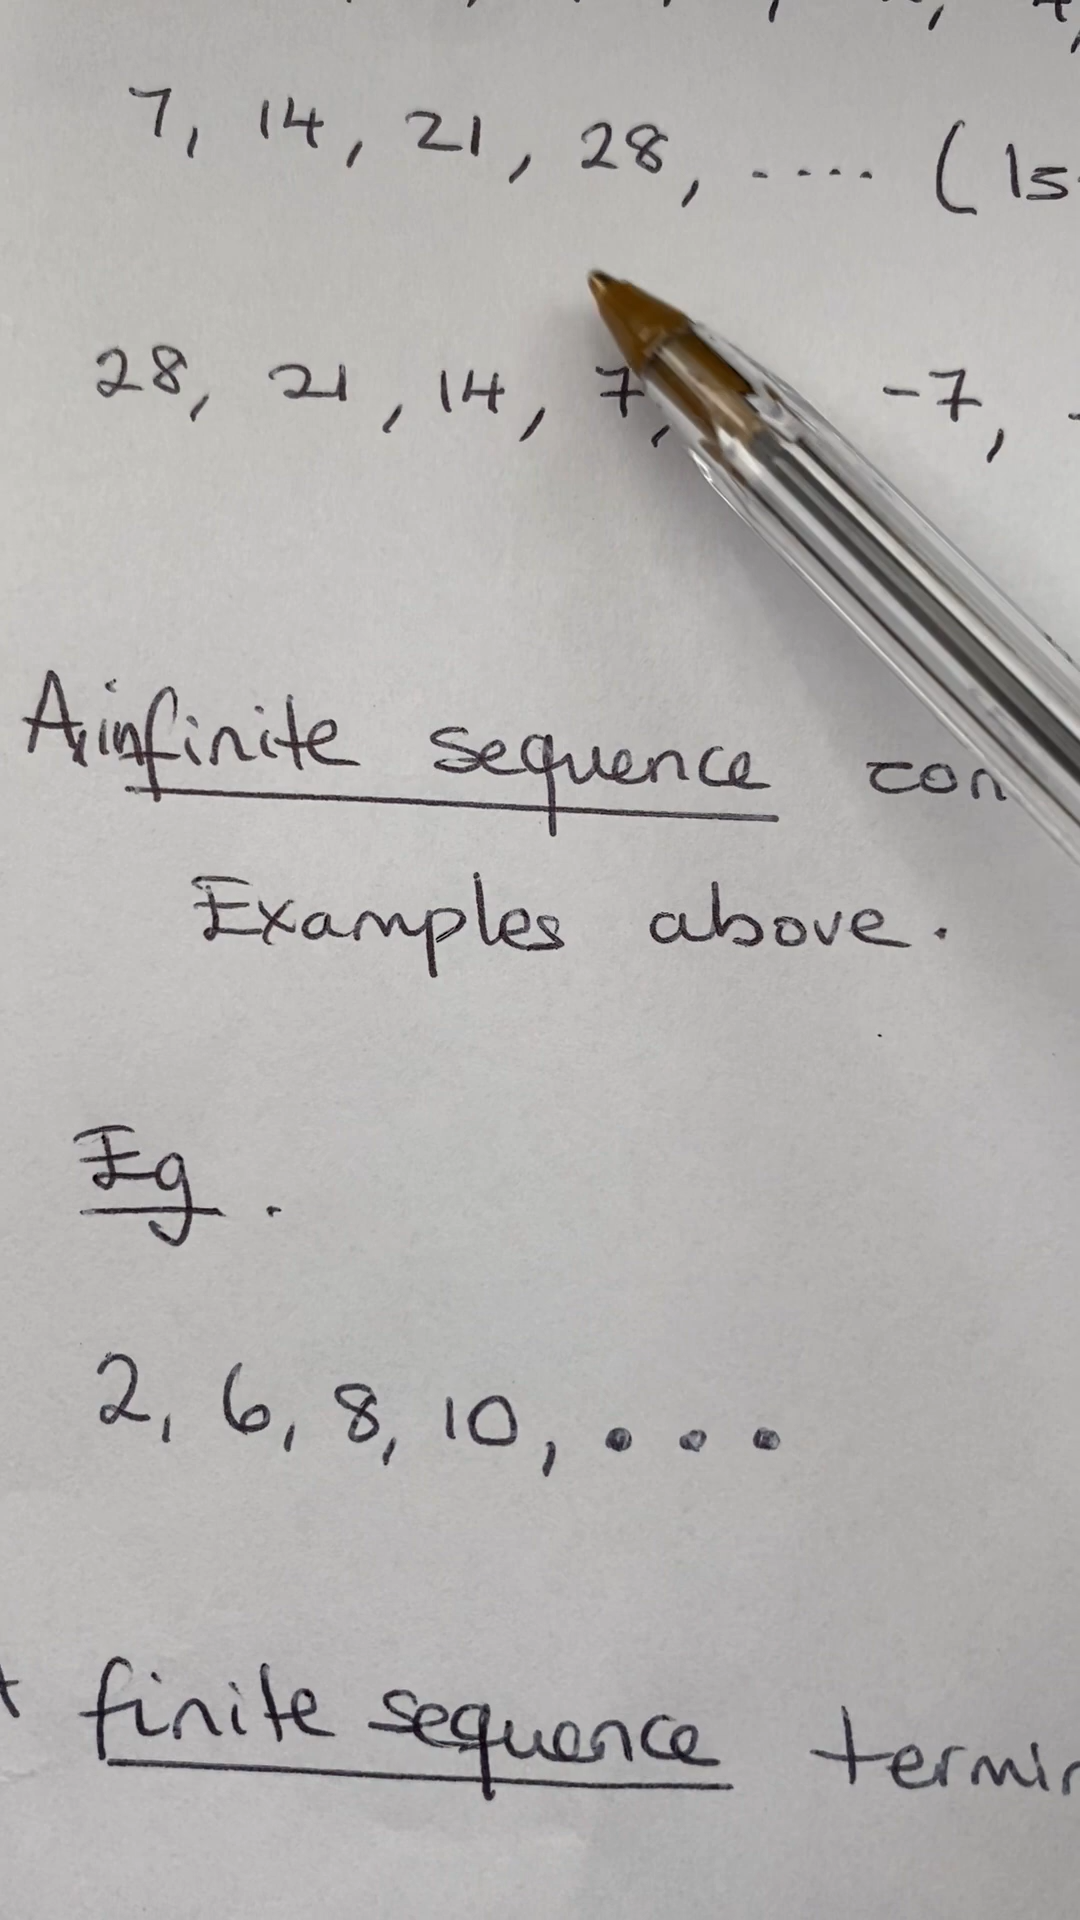 7, 14, 21, 28, .... ( 1s
28, 21, 14, 7, -7,
A infinite sequence con
Examples above.
Eg.
2, 6, 8, 10, ...
finite sequence termin